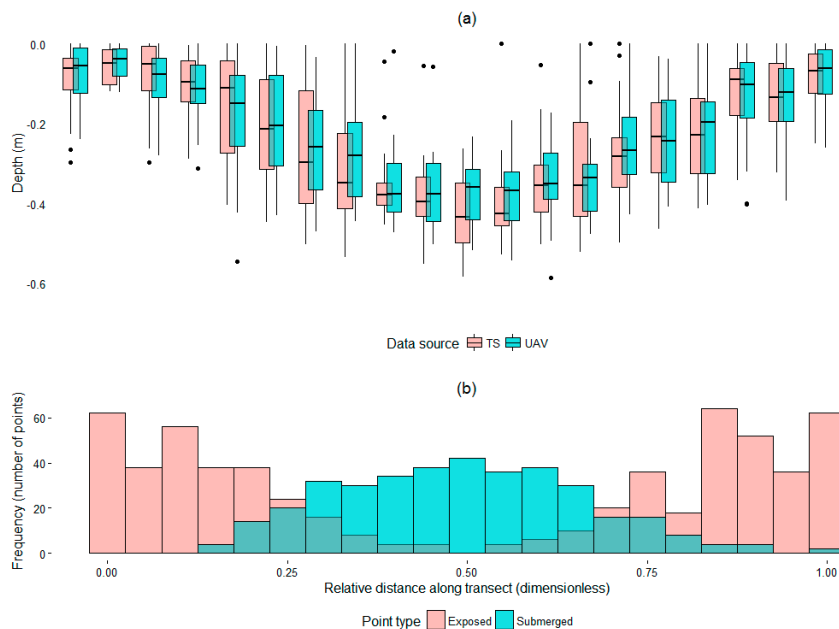 (a)
0.0
-0.2
-0.4
-0.6
Depth (m)
Data source TS UAV
(b)
60
40
20
0
Frequency (number of points)
0.00 0.25 0.50 0.75 1.00
Relative distance along transect (dimensionless)
Point type Exposed Submerged